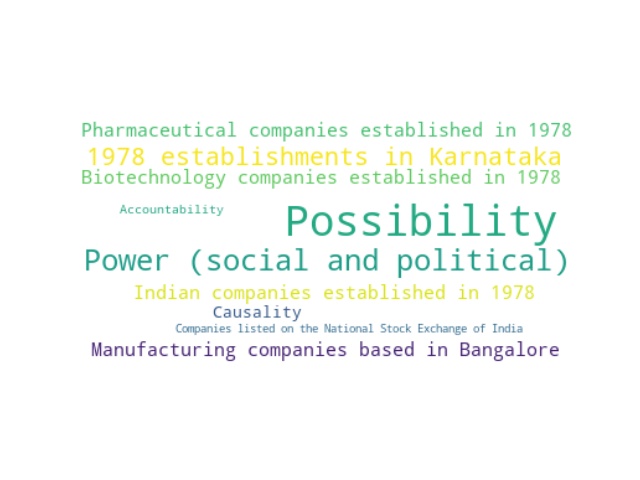 Pharmaceutical companies established in 1978
1978 establishments in Karnataka
Biotechnology companies established in 1978
Accountability
Possibility
Power (social and political)
Indian companies established in 1978
Causality
Companies listed on the National Stock Exchange of India
Manufacturing companies based in Bangalore